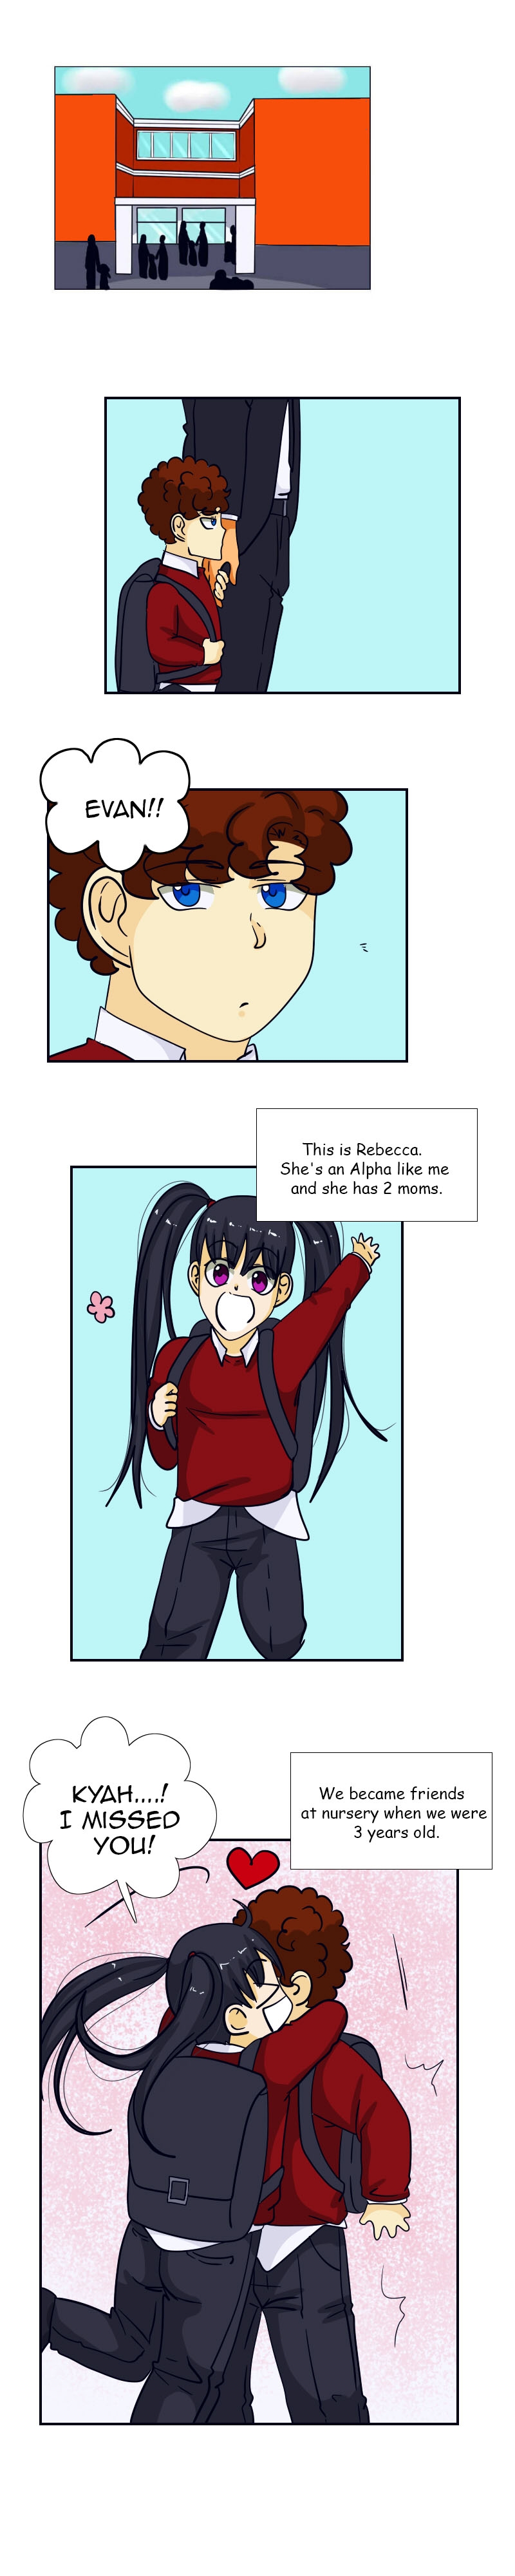 EVAN!!
This is Rebecca.
She's an Alpha like me
and she has 2 moms.
KYAH....!
I MISSED
YOU!
We became friends
at nursery when we were
3 years old.